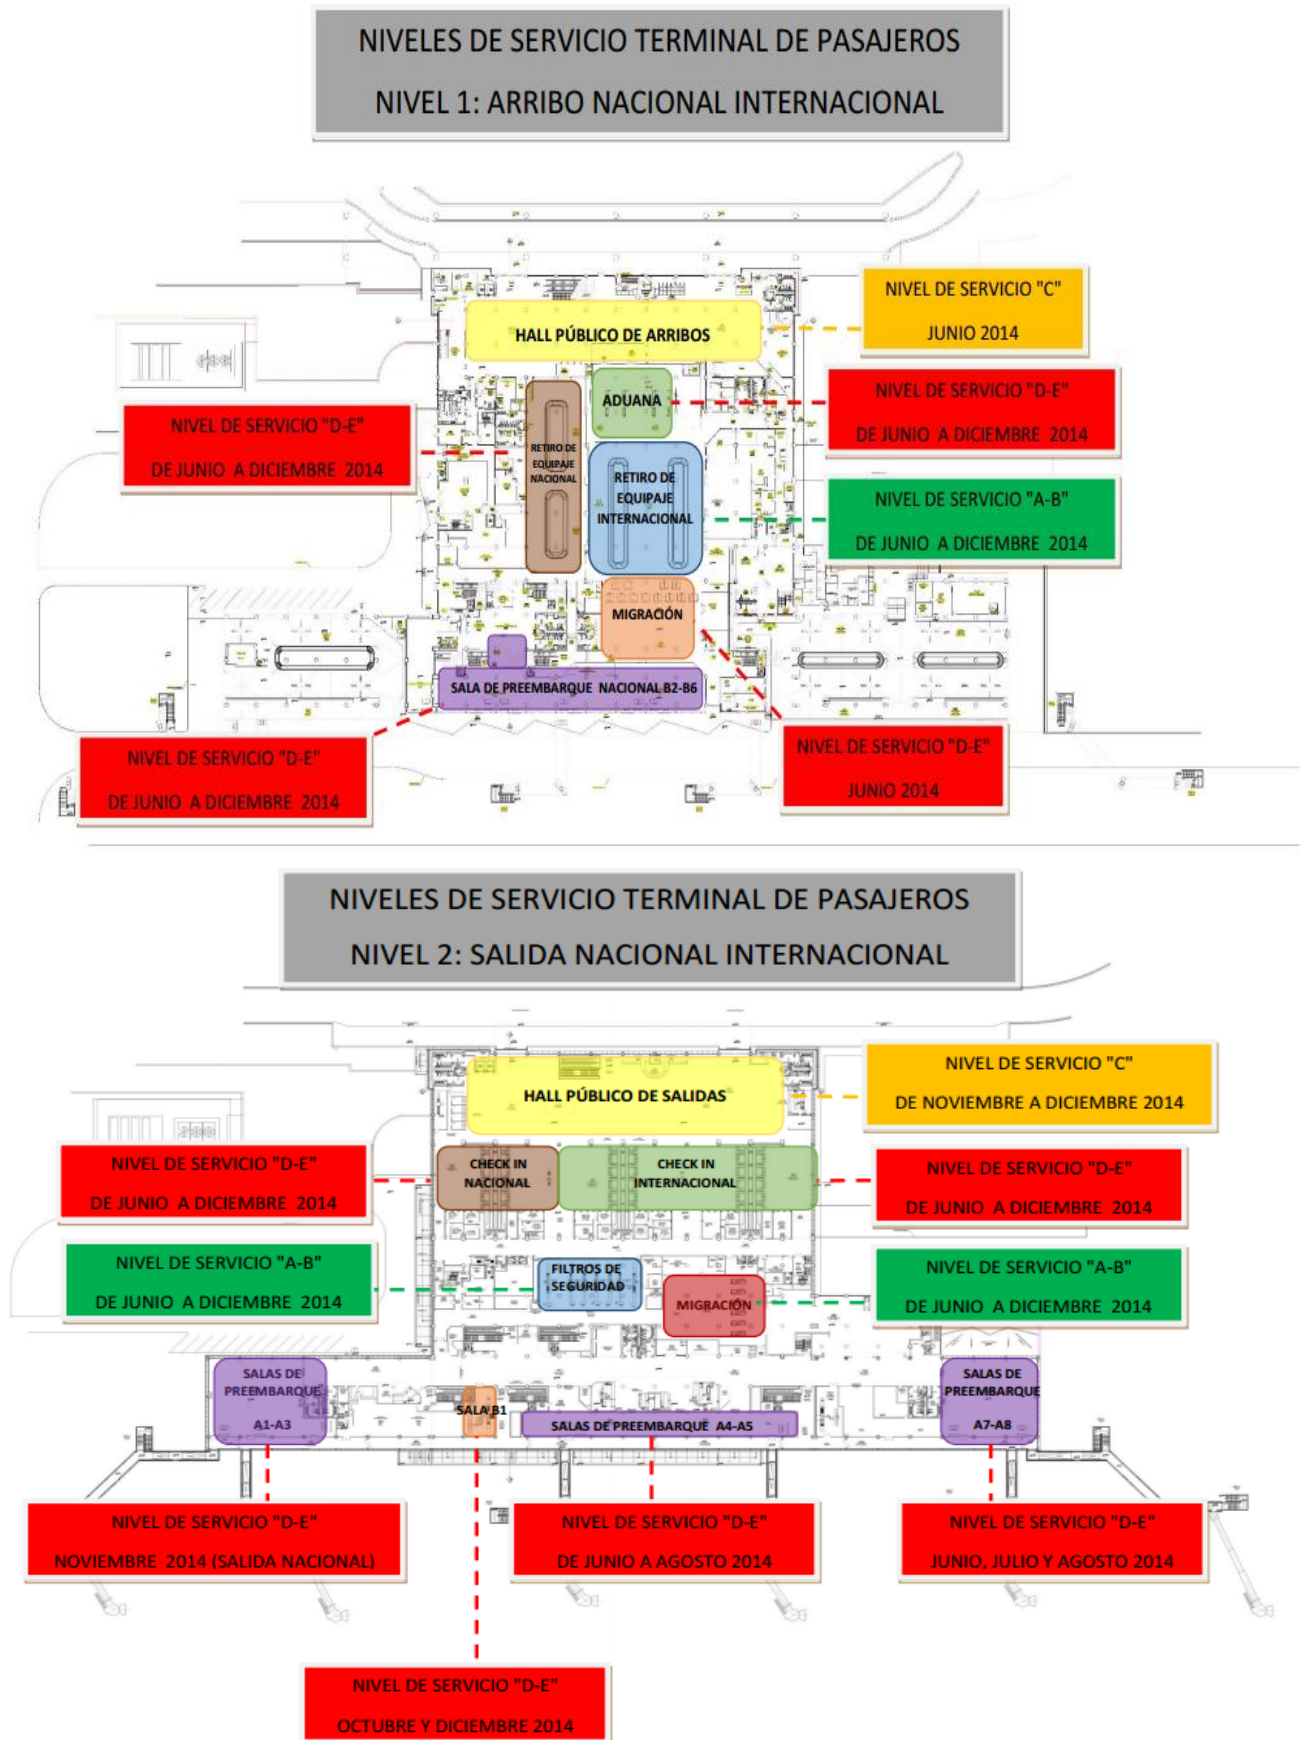 NIVELES DE SERVICIO TERMINAL DE PASAJEROS
NIVEL 1: ARRIBO NACIONAL INTERNACIONAL
NIVEL DE SERVICIO "C"
JUNIO 2014
HALL PÚBLICO DE ARRIBOS
NIVEL DE SERVICIO "D-E"
DE JUNIO A DICIEMBRE 2014
ADUANA
NIVEL DE SERVICIO "D-E"
DE JUNIO A DICIEMBRE 2014
RETIRO DE
EQUIPAJE
NACIONAL
RETIRO DE
EQUIPAJE
INTERNACIONAL
NIVEL DE SERVICIO "A-B"
DE JUNIO A DICIEMBRE 2014
MIGRACIÓN
SALA DE PREEMBARQUE NACIONAL B2-B6
NIVEL DE SERVICIO "D-E"
DE JUNIO A DICIEMBRE 2014
NIVEL DE SERVICIO "D-E"
JUNIO 2014
NIVELES DE SERVICIO TERMINAL DE PASAJEROS
NIVEL 2: SALIDA NACIONAL INTERNACIONAL
NIVEL DE SERVICIO "C"
DE NOVIEMBRE A DICIEMBRE 2014
HALL PÚBLICO DE SALIDAS
NIVEL DE SERVICIO "D-E"
DE JUNIO A DICIEMBRE 2014
CHECK IN
NACIONAL
CHECK IN
INTERNACIONAL
NIVEL DE SERVICIO "D-E"
DE JUNIO A DICIEMBRE 2014
NIVEL DE SERVICIO "A-B"
DE JUNIO A DICIEMBRE 2014
FILTROS DE
SEGURIDAD
MIGRACIÓN
NIVEL DE SERVICIO "A-B"
DE JUNIO A DICIEMBRE 2014
SALAS DE
PREEMBARQUE
A1-A3
SALA B1
SALAS DE PREEMBARQUE A4-A5
SALAS DE
PREEMBARQUE
A7-A8
NIVEL DE SERVICIO "D-E"
NOVIEMBRE 2014 (SALIDA NACIONAL)
NIVEL DE SERVICIO "D-E"
DE JUNIO A AGOSTO 2014
NIVEL DE SERVICIO "D-E"
JUNIO, JULIO Y AGOSTO 2014
NIVEL DE SERVICIO "D-E"
OCTUBRE Y DICIEMBRE 2014